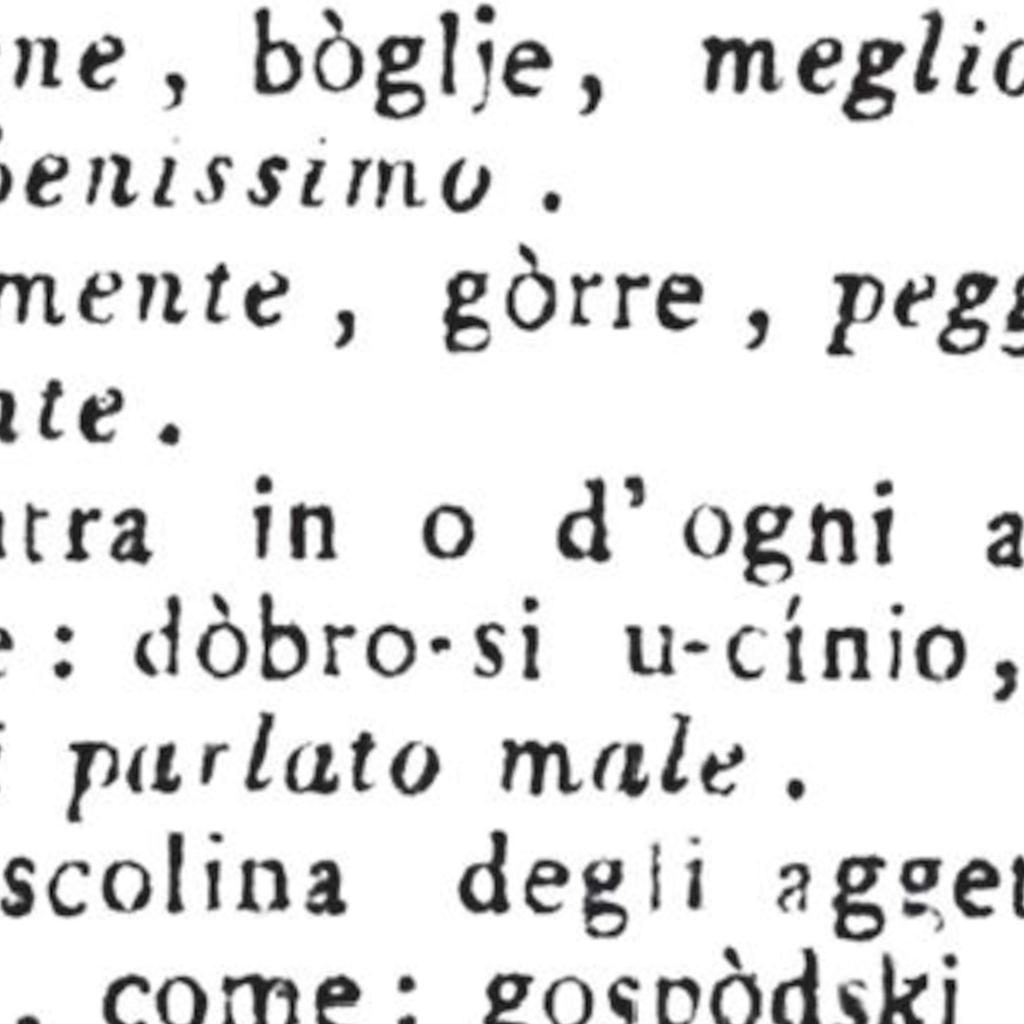 ne, bòglje, meglio
benissimo.
mente, gòrre, pegg
nte.
tra in o d'ogni a
e: dòbro-si u-cínio,
i parlato male.
scolina degli agget
. come: gospòdski